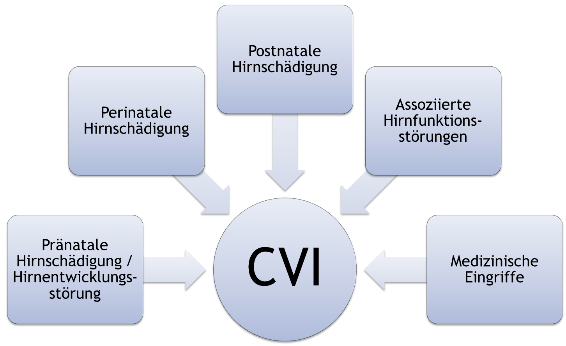 Postnatale
Hirnschädigung
Perinatale
Hirnschädigung
Assoziierte
Hirnfunktions-
störungen
Pränatale
Hirnschädigung /
Hirnentwicklungs-
störung
CVI
Medizinische
Eingriffe